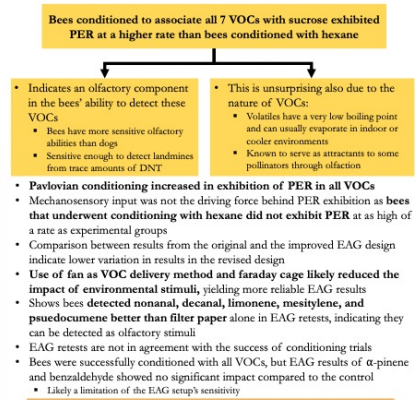 Bees conditioned to associate all 7 VOCs with sucrose exhibited
PER at a higher rate than bees conditioned with hexane
• Indicates an olfactory component
in the bees' ability to detect these
VOCs
▪ Bees have more sensitive olfactory
abilities than dogs
▪ Sensitive enough to detect landmines
from trace amounts of DNT
• This is unsurprising also due to the
nature of VOCs:
▪ Volatiles have a very low boiling point
and can usually evaporate in indoor or
cooler environments
▪ Known to serve as attractants to some
pollinators through olfaction
• Pavlovian conditioning increased in exhibition of PER in all VOCs
• Mechanosensory input was not the driving force behind PER exhibition as bees
that underwent conditioning with hexane did not exhibit PER at as high of
a rate as experimental groups
• Comparison between results from the original and the improved EAG design
indicate lower variation in results in the revised design
• Use of fan as VOC delivery method and faraday cage likely reduced the
impact of environmental stimuli, yielding more reliable EAG results
• Shows bees detected nonanal, decanal, limonene, mesitylene, and
psuedocumene better than filter paper alone in EAG retests, indicating they
can be detected as olfactory stimuli
• EAG retests are not in agreement with the success of conditioning trials
• Bees were successfully conditioned with all VOCs, but EAG results of α-pinene
and benzaldehyde showed no significant impact compared to the control
▪ Likely a limitation of the EAG setup's sensitivity